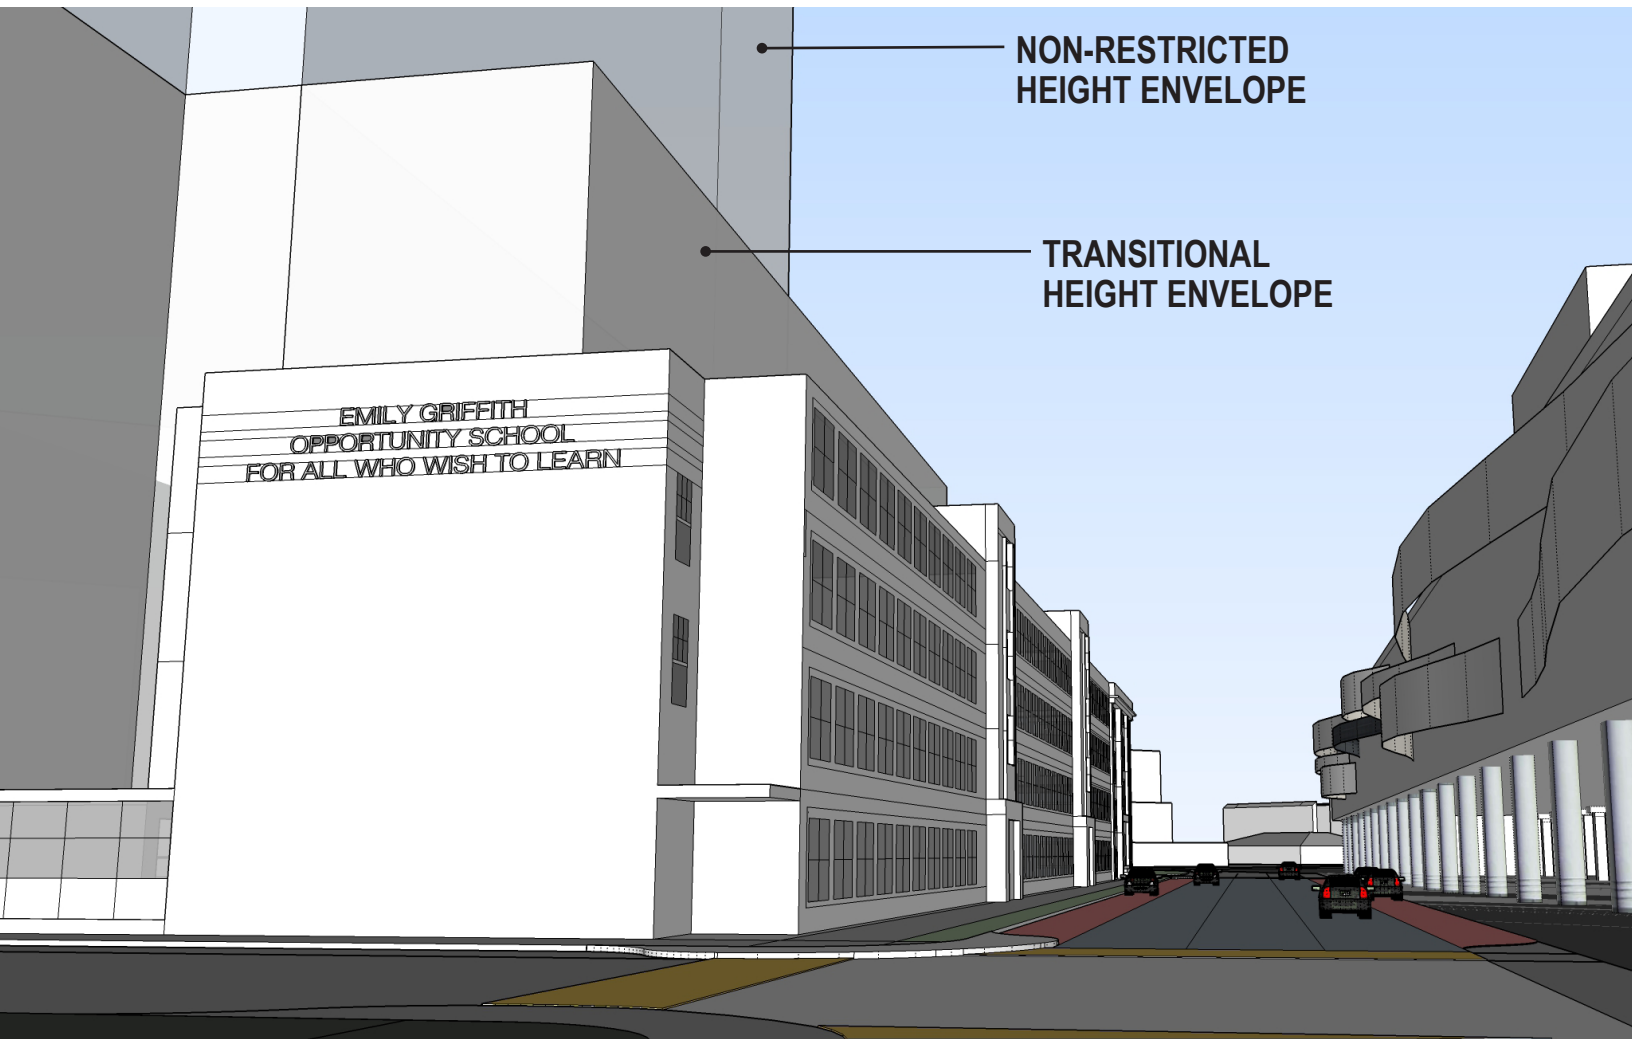 NON-RESTRICTED
HEIGHT ENVELOPE
TRANSITIONAL
HEIGHT ENVELOPE
EMILY GRIFFITH
OPPORTUNITY SCHOOL
FOR ALL WHO WISH TO LEARN